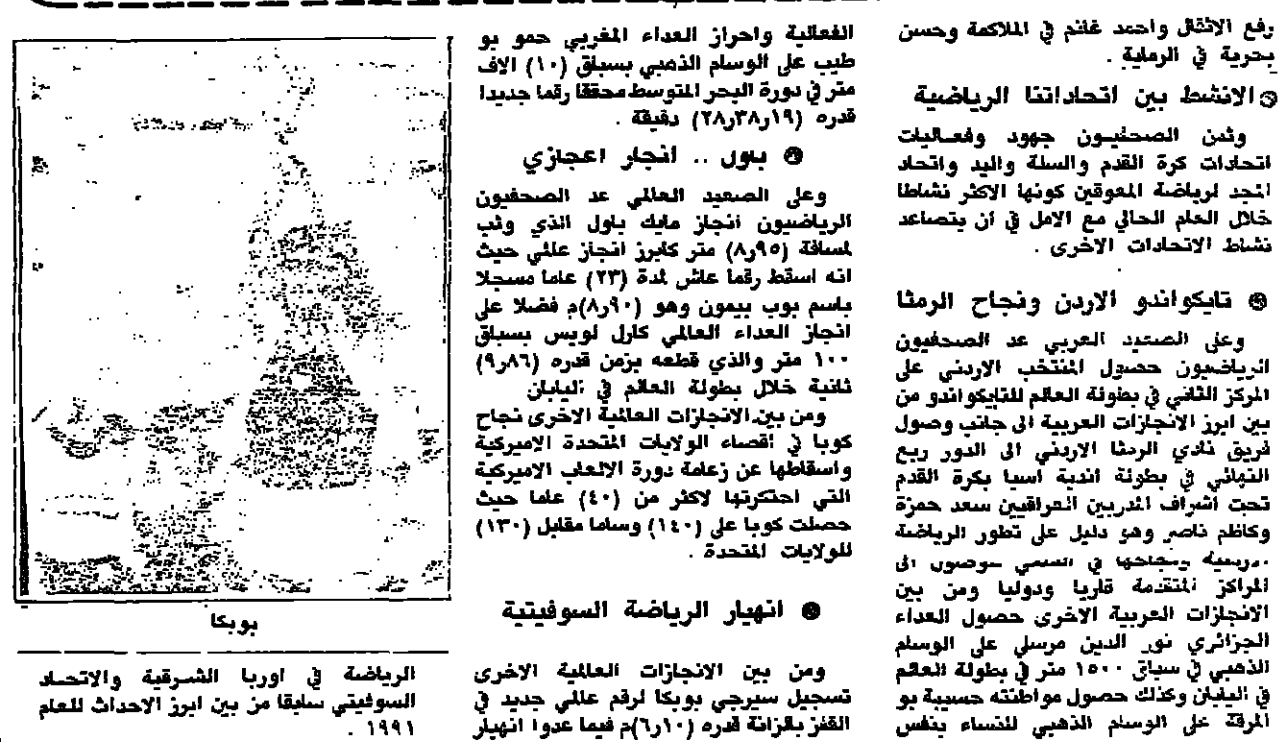 رفع الاثقال واحمد غانم في الملاكمة وحسن
بحرية في الرماية .
الانشط بين اتحاداتنا الرياضية
وثمن الصحفيون جهود وفعاليات
اتحادات كرة القدم والسلة واليد واتحاد
المجد لرياضة المعوقين كونها الاكثر نشاطا
خلال العام الحالي مع الامل في ان يتصاعد
نشاط الاتحادات الاخرى .
تايكواندو الاردن ونجاح الرمثا
وعلى الصعيد العربي عد الصحفيون
الرياضيون حصول المنتخب الاردني على
المركز الثاني في بطولة العالم للتايكواندو من
بين ابرز الانجازات العربية الى جانب وصول
فريق نادي الرمثا الاردني الى الدور ربع
النهائي في بطولة اندية اسيا بكرة القدم
تحت اشراف المدربين العراقيين سعد حمزة
وكاظم ناصر وهو دليل على تطور الرياضة
في الى
المراكز المتقدمة قاريا ودوليا ومن بين
الانجازات العربية الاخرى حصول العداء
الجزائري نور الدين مرسلي على الوسام
الذهبي في سباق ١٥٠٠ متر في بطولة العالم
في اليابان وكذلك حصول مواطنته حسيبة بو
المرقة على الوسام الذهبي للنساء بنفس
الفعالية واحراز العداء المغربي حمو بو
طيب على الوسام الذهبي بسباق (١٠) الاف
متر في دورة البحر المتوسط محققا رقما جديدا
قدره (١٩ر٣٨ر٢٨) دقيقة .
باول .. انجاز اعجازي
وعلى الصعيد العالمي عد الصحفيون
الرياضيون انجاز مايك باول الذي وثب
لمسافة (٩٥ر٨) متر كابرز انجاز عالمي حيث
انه اسقط رقما عاش لمدة (٢٣) عاما مسجلا
باسم بوب بيمون وهو (٩٠ر٨)م فضلا على
انجاز العداء العالمي كارل لويس بسباق
١٠٠ متر والذي قطعه بزمن قدره (٨٦ر٩)
ثانية خلال بطولة العالم في اليابان
ومن بين الانجازات العالمية الاخرى نجاح
كوبا في اقصاء الولايات المتحدة الاميركية
واسقاطها عن زعامة دورة الالعاب الاميركية
التي احتكرتها لاكثر من (٤٠) عاما حيث
حصلت كوبا على (١٤٠) وساما مقابل (١٣٠)
للولايات المتحدة .
انهيار الرياضة السوفيتية
ومن بين الانجازات العالمية الاخرى
تسجيل سيرجي بوبكا لرقم عالمي جديد في
القفز بالزانة قدره (١٠ر٦)م فيما عدوا انهيار
بوبكا
الرياضة في اوربا الشرقية والاتحاد
السوفيتي سابقا من بين ابرز الاحداث للعام
١٩٩١ .